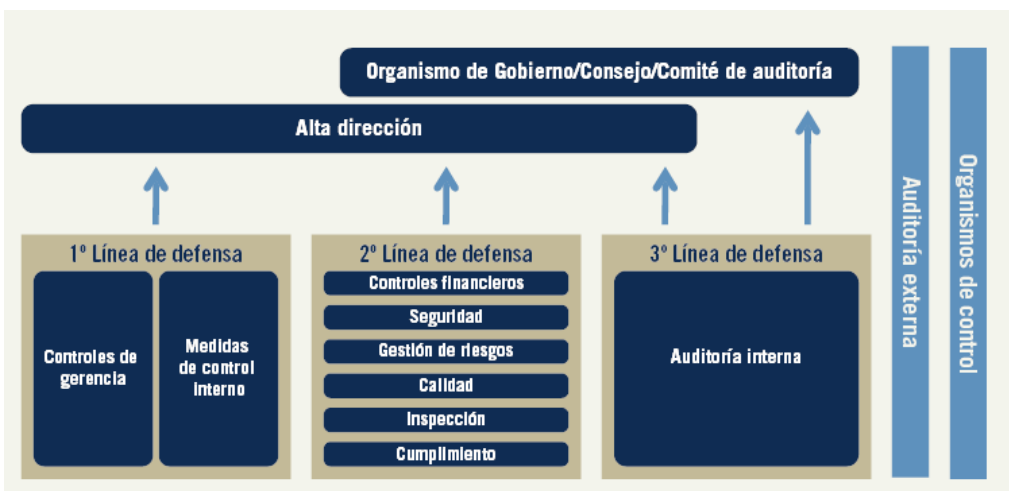 Organismo de Gobierno/Consejo/Comité de auditoría
Alta dirección
1º Línea de defensa
Controles de
gerencia
Medidas
de control
interno
2º Línea de defensa
Controles financieros
Seguridad
Gestión de riesgos
Calidad
Inspección
Cumplimiento
3º Línea de defensa
Auditoría interna
Auditoría externa
Organismos de control